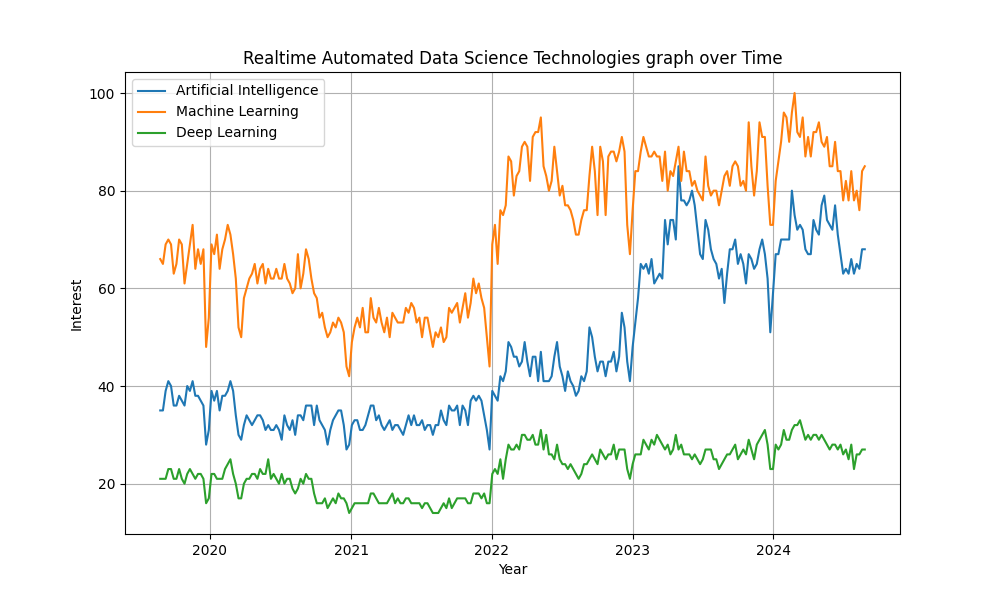 Realtime Automated Data Science Technologies graph over Time
Artificial Intelligence
Machine Learning
Deep Learning
100
80
60
40
20
Interest
2020 2021 2022 2023 2024
Year